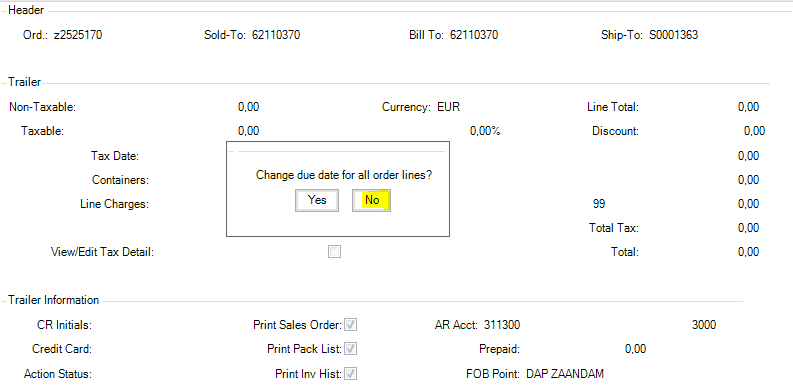 Header
Ord.: z2525170 Sold-To: 62110370 Bill To: 62110370 Ship-To: S0001363
Trailer
Non-Taxable: 0,00 Currency: EUR Line Total: 0,00
Taxable: 0,00 0,00% Discount: 0,00
Tax Date: 0,00
Change due date for all order lines?
Containers: 0,00
Yes No
Line Charges: 99 0,00
Total Tax: 0,00
View/Edit Tax Detail: Total: 0,00
Trailer Information
CR Initials: Print Sales Order: AR Acct: 311300 3000
Credit Card: Print Pack List: Prepaid: 0,00
Action Status: Print Inv Hist: FOB Point: DAP ZAANDAM